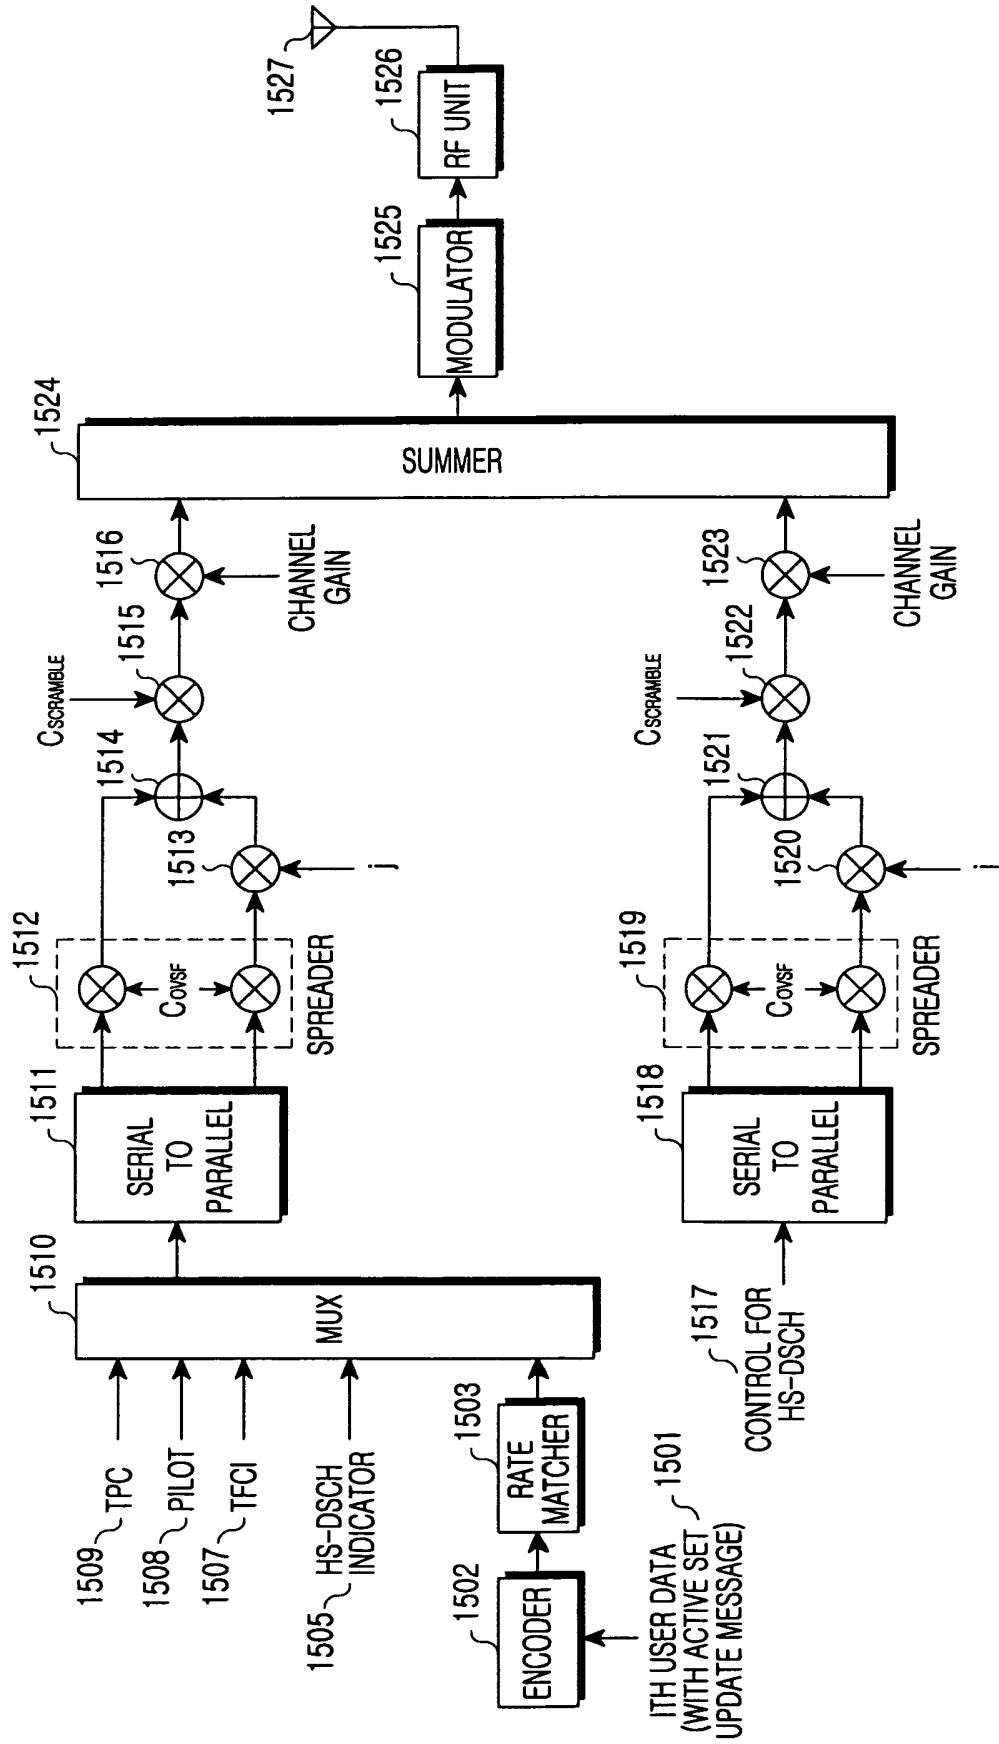 1509 TPC
1508 PILOT
1507 TFCI
1505 HS-DSCH
INDICATOR
1502
ENCODER
1503
RATE
MATCHER
ITH USER DATA 1501
(WITH ACTIVE SET
UPDATE MESSAGE)
1510
MUX
1511
SERIAL
TO
PARALLEL
1512
COVSF
SPREADER
1513
j
1514
CSCRAMBLE
1515
1516
CHANNEL
GAIN
1517
CONTROL FOR
HS-DSCH
1518
SERIAL
TO
PARALLEL
1519
COVSF
SPREADER
1520
j
1521
CSCRAMBLE
1522
1523
CHANNEL
GAIN
1524
SUMMER
1525
MODULATOR
1526
RF UNIT
1527